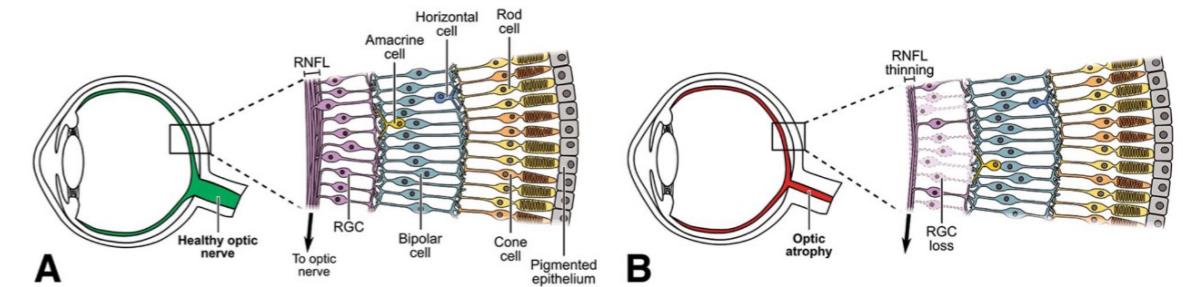 Horizontal
cell
Rod
cell
Amacrine
cell
RNFL
Healthy optic
nerve
To optic
nerve
RGC
Bipolar
cell
Cone
cell
Pigmented
epithelium
A
RNFL
thinning
Optic
atrophy
RGC
loss
B